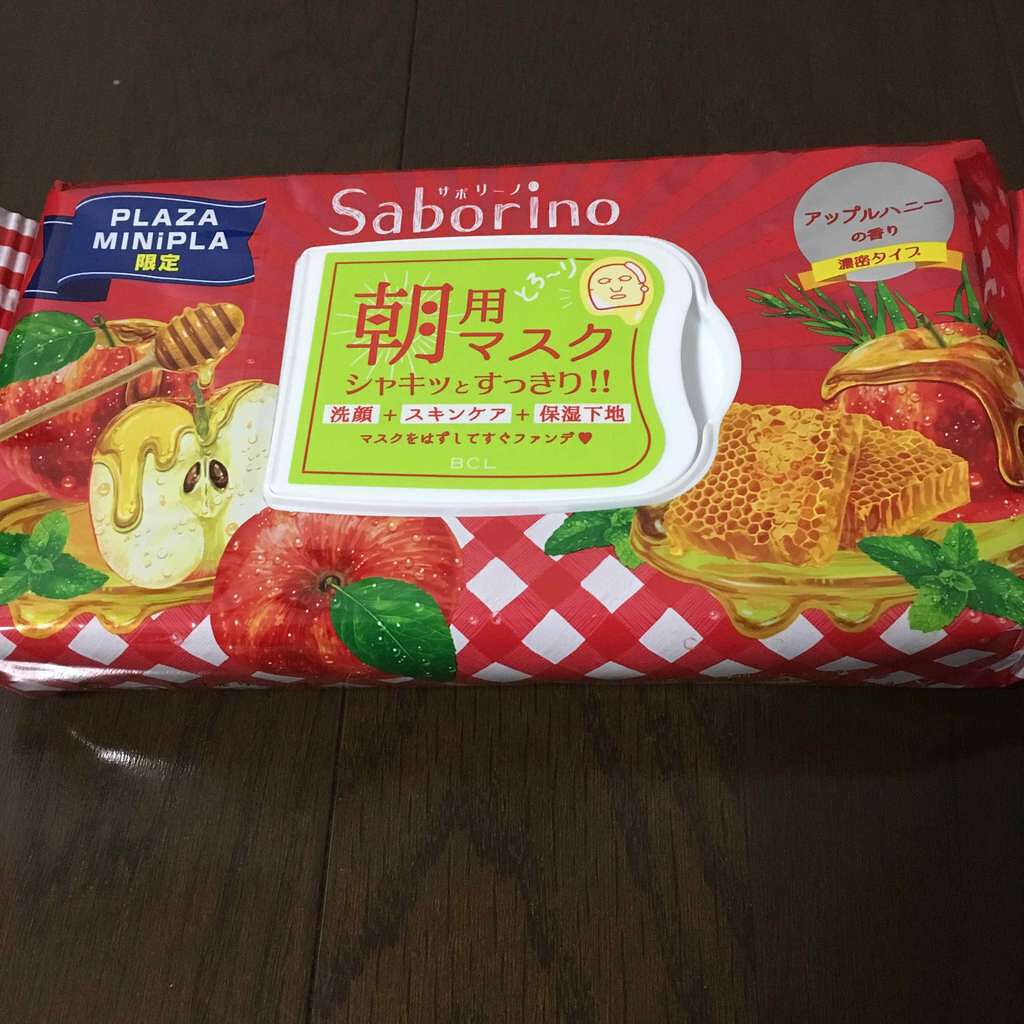 PLAZA
MiNiPLA
限定
サボリーノ
Saborino
アップルハニー
の香り
濃密タイプ
とろ〜り
朝用
マスク
シャキッとすっきり!!
洗顔 + スキンケア + 保湿下地
マスクをはずしてすぐファンデ♥
BCL